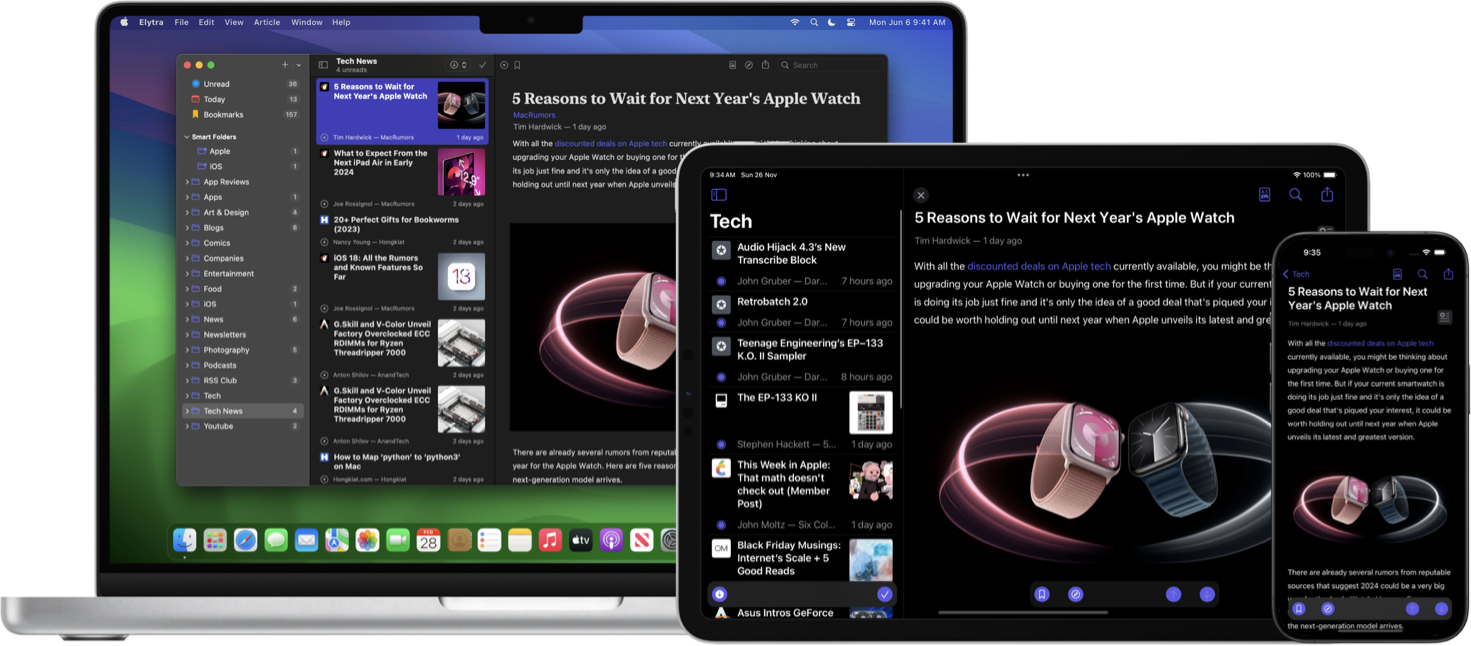 Elytra File Edit View Article Window Help
Mon Jun 6 9:41 AM
Unread 36
Today 13
Bookmarks 157
Smart Folders
Apple 1
iOS 1
App Reviews
Apps 1
Art & Design 4
Blogs 8
Comics
Companies
Entertainment
Food 2
iOS 4
News 6
Newsletters
Photography 5
Podcasts
RSS Club 3
Tech
Tech News 4
Youtube 2
Tech News
4 unreads
5 Reasons to Wait for
Next Year's Apple Watch
Tim Hardwick — MacRumors 1 day ago
What to Expect From the
Next iPad Air in Early
2024
Joe Rossignol — MacRumors 2 days ago
20+ Perfect Gifts for Bookworms
(2023)
Nancy Young — Hongkiat 2 days ago
iOS 18: All the Rumors
and Known Features So
Far
18
Joe Rossignol — MacRumors 2 days ago
G.Skill and V-Color Unveil
Factory Overclocked ECC
RDIMMs for Ryzen
Threadripper 7000
Anton Shilov — AnandTech 2 days ago
G.Skill and V-Color Unveil
Factory Overclocked ECC
RDIMMs for Ryzen
Threadripper 7000
Anton Shilov — AnandTech 2 days ago
How to Map ‘python’ to ‘python3’
on Mac
Hongkiat.com — Hongkiat 2 days ago
Search
5 Reasons to Wait for Next Year's Apple Watch
MacRumors
Tim Hardwick — 1 day ago
With all the discounted deals on Apple tech currently
upgrading your Apple Watch or buying one for
its job just fine and it's only the idea of a good
holding out until next year when Apple unveils
There are already several rumors from
year for the Apple Watch. Here are five
next-generation model arrives.
FEB
28
tv
9:34 AM Sun 26 Nov
100%
Tech
Audio Hijack 4.3's New
Transcribe Block
John Gruber — Dar... 7 hours ago
Retrobatch 2.0
John Gruber — Dar... 7 hours ago
Teenage Engineering's EP–133
K.O. II Sampler
John Gruber — Dar... 8 hours ago
The EP-133 KO II
Stephen Hackett — 5... 1 day ago
This Week in Apple:
That math doesn't
check out (Member
Post)
John Moltz — Six Col... 1 day ago
OM
Black Friday Musings:
Internet's Scale + 5
Good Reads
Asus Intros GeForce
5 Reasons to Wait for Next Year's Apple Watch
Tim Hardwick — 1 day ago
With all the discounted deals on Apple tech currently available, you might be
upgrading your Apple Watch or buying one for the first time. But if your current
is doing its job just fine and it's only the idea of a good deal that's piqued your
could be worth holding out until next year when Apple unveils its latest and
9:35
Tech
5 Reasons to Wait for Next
Year's Apple Watch
Tim Hardwick — 1 day ago
With all the discounted deals on Apple tech
currently available, you might be thinking about
upgrading your Apple Watch or buying one for
the first time. But if your current smartwatch is
doing its job just fine and it's only the idea of a
good deal that's piqued your interest, it could be
worth holding out until next year when Apple
unveils its latest and greatest version.
There are already several rumors from reputable
sources that suggest 2024 could be a very big
the next-generation model arrives.